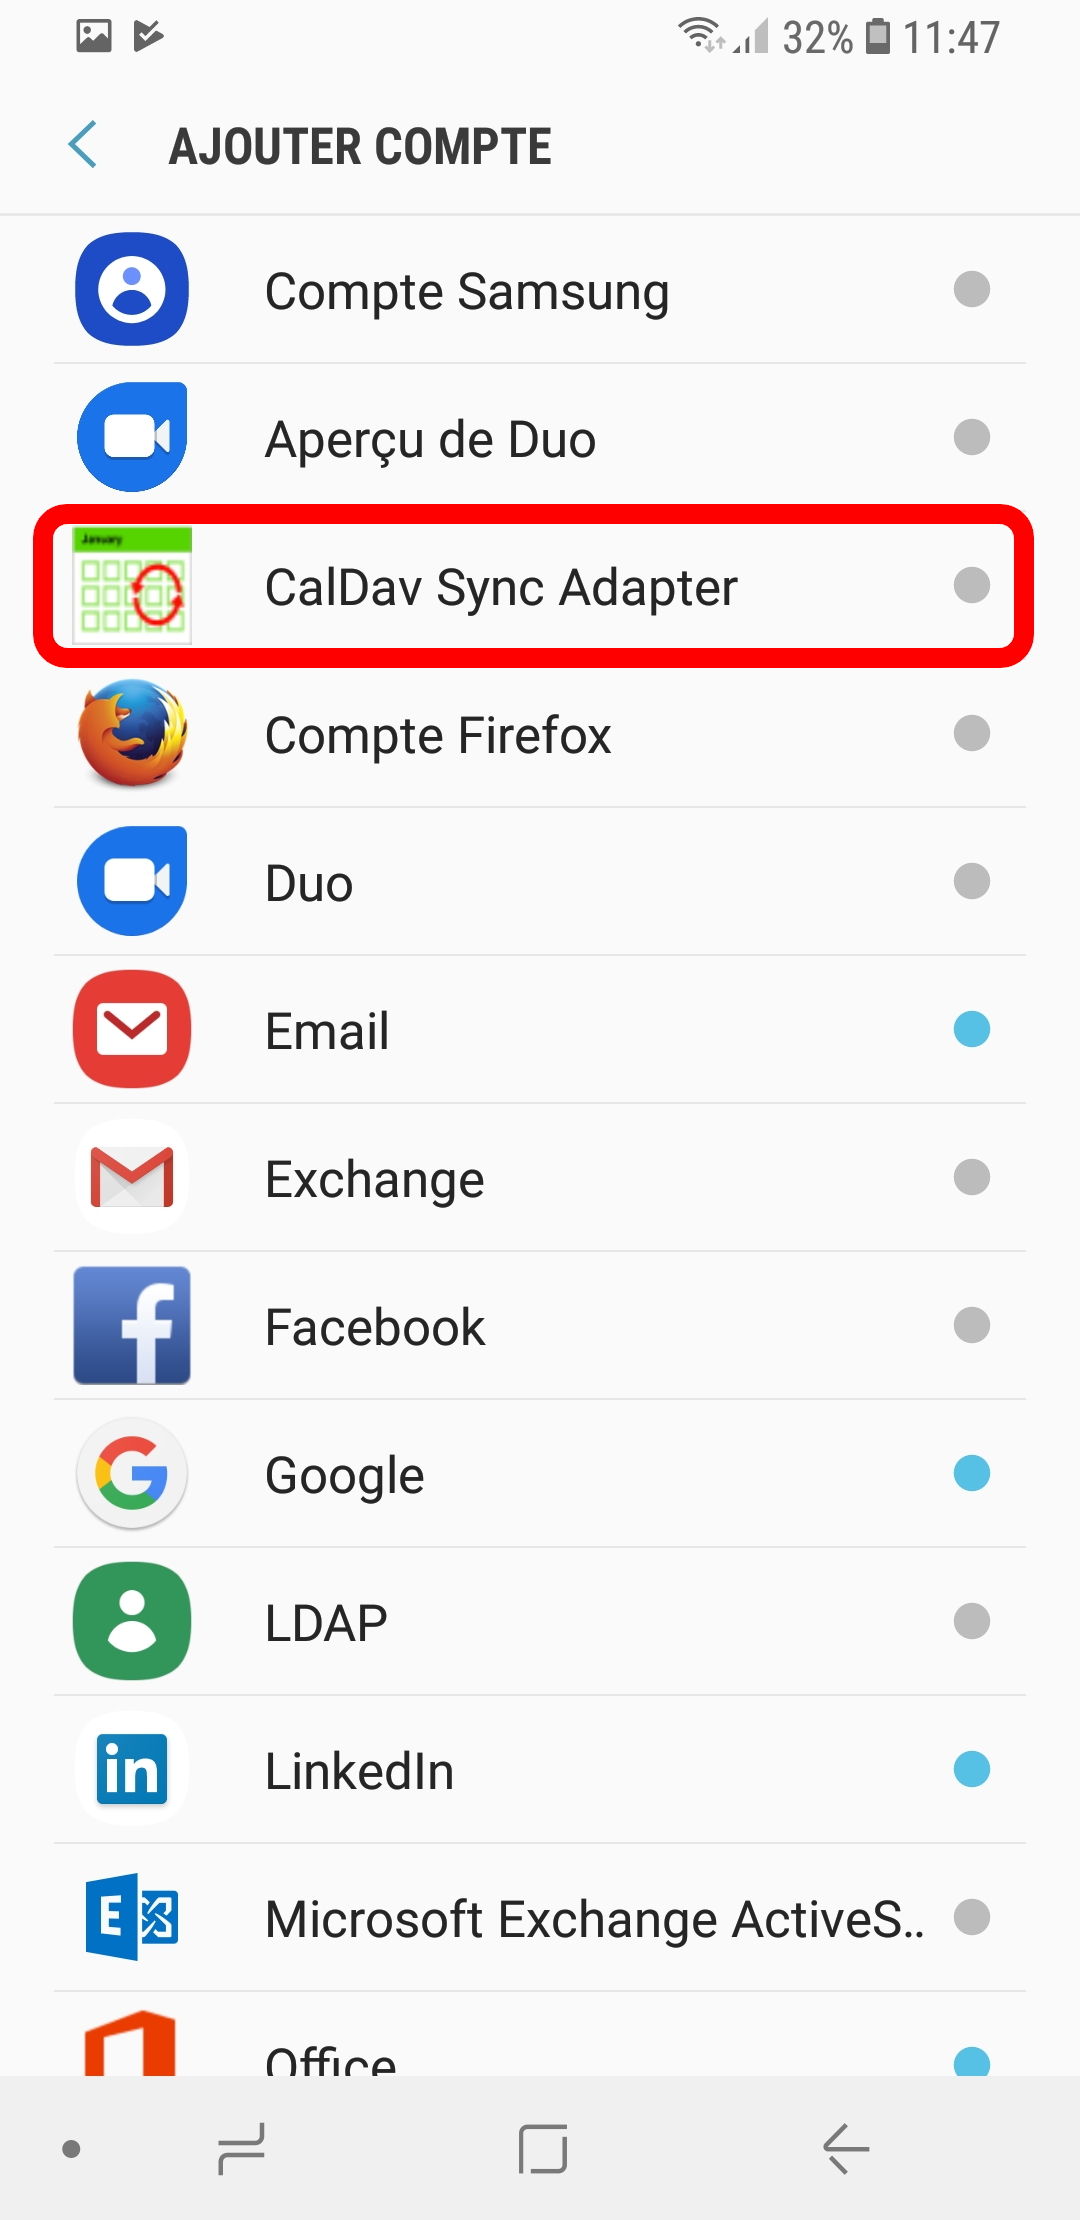 32% 11:47
AJOUTER COMPTE
Compte Samsung
Aperçu de Duo
January
CalDav Sync Adapter
Compte Firefox
Duo
Email
Exchange
Facebook
Google
LDAP
in
LinkedIn
E
Microsoft Exchange ActiveS..
Office